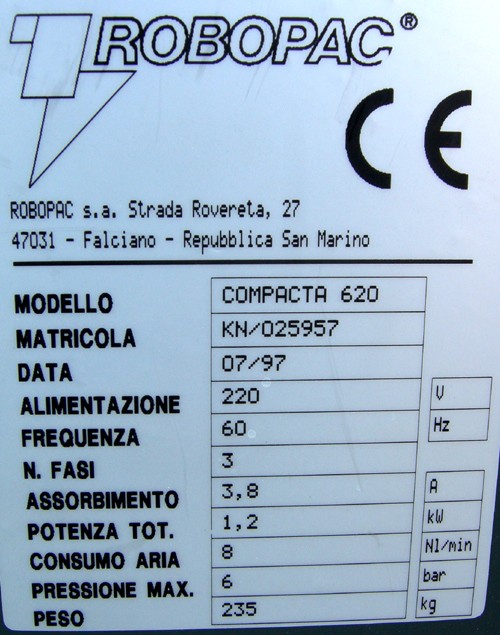 ROBOPAC®
CE
ROBOPAC s.a. Strada Rovereta, 27
47031 - Falciano - Repubblica San Marino
MODELLO COMPACTA 620
MATRICOLA KN/025957
DATA 07/97
ALIMENTAZIONE 220 V
FREQUENZA 60 Hz
N. FASI 3
ASSORBIMENTO 3,8 A
POTENZA TOT. 1,2 kW
CONSUMO ARIA 8 Nl/min
PRESSIONE MAX. 6 bar
PESO 235 kg